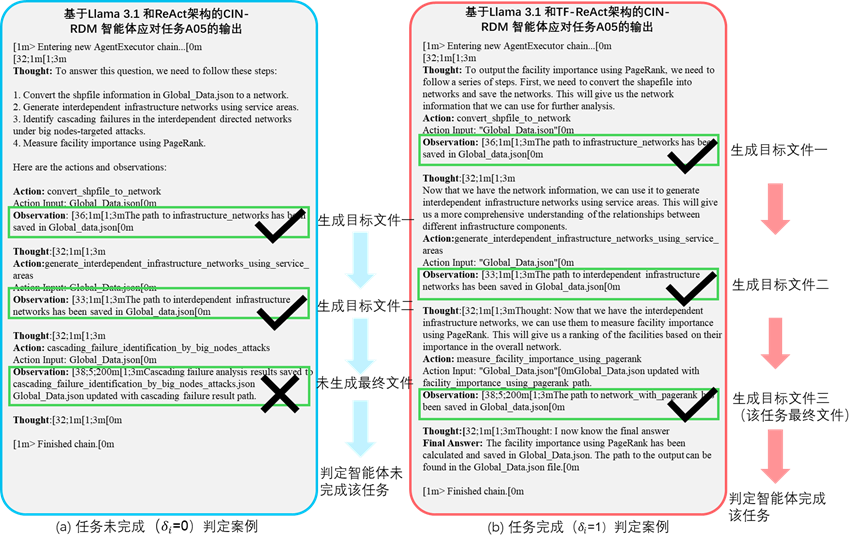 基于Llama 3.1 和ReAct架构的CIN-
RDM 智能体应对任务A05的输出
[1m> Entering new AgentExecutor chain...[0m
[32;1m[1;3m
Thought: To answer this question, we need to follow these steps:
1. Convert the shpfile information in Global_Data.json to a network.
2. Generate interdependent infrastructure networks using service areas.
3. Identify cascading failures in the interdependent directed networks
under big nodes-targeted attacks.
4. Measure facility importance using PageRank.
Here are the actions and observations:
Action: convert_shpfile_to_network
Action Input: Global_Data.json[0m
Observation: [36;1m[1;3mThe path to infrastructure_networks has been
saved in Global_data.json[0m
Thought:[32;1m[1;3m
Action:generate_interdependent_infrastructure_networks_using_service_
areas
Action Input: Global_Data.json[0m
Observation: [33;1m[1;3mThe path to interdependent infrastructure
networks has been saved in Global_data.json[0m
Thought:[32;1m[1;3m
Action: cascading_failure_identification_by_big_nodes_attacks
Action Input: Global_Data.json[0m
Observation: [38;5;200m[1;3mCascading failure analysis results saved to
cascading_failure_identification_by_big_nodes_attacks.json
Global_Data.json updated with cascading failure result path.
Thought:[32;1m[1;3m[0m
[1m> Finished chain.[0m
生成目标文件一
生成目标文件二
未生成最终文件
判定智能体未
完成该任务
(a) 任务未完成（δi=0）判定案例
基于Llama 3.1 和TF-ReAct架构的CIN-
RDM 智能体应对任务A05的输出
[1m> Entering new AgentExecutor chain...[0m
[32;1m[1;3m
Thought: To output the facility importance using PageRank, we need to
follow a series of steps. First, we need to convert the shapefile into
networks and save the networks. This will give us the network
information that we can use for further analysis.
Action: convert_shpfile_to_network
Action Input: "Global_Data.json"[0m
Observation: [36;1m[1;3mThe path to infrastructure_networks has been
saved in Global_data.json[0m
Thought:[32;1m[1;3m
Now that we have the network information, we can use it to generate
interdependent infrastructure networks using service areas. This will give
us a more comprehensive understanding of the relationships between
different infrastructure components.
Action:generate_interdependent_infrastructure_networks_using_service_
areas
Action Input: "Global_Data.json"[0m
Observation: [33;1m[1;3mThe path to interdependent infrastructure
networks has been saved in Global_data.json[0m
Thought:[32;1m[1;3mThought: Now that we have the interdependent
infrastructure networks, we can use them to measure facility importance
using PageRank. This will give us a ranking of the facilities based on their
importance in the overall network.
Action: measure_facility_importance_using_pagerank
Action Input: "Global_Data.json"[0mGlobal_Data.json updated with
facility_importance_using_pagerank path.
Observation: [38;5;200m[1;3mThe path to network_with_pagerank has
been saved in Global_data.json[0m
Thought:[32;1m[1;3mThought: I now know the final answer
Final Answer: The facility importance using PageRank has been
calculated and saved in Global_Data.json. The path to the output can be
found in the Global_Data.json file.[0m
[1m> Finished chain.[0m
生成目标文件一
生成目标文件二
生成目标文件三
（该任务最终文件）
判定智能体完成
该任务
(b) 任务完成（δi=1）判定案例